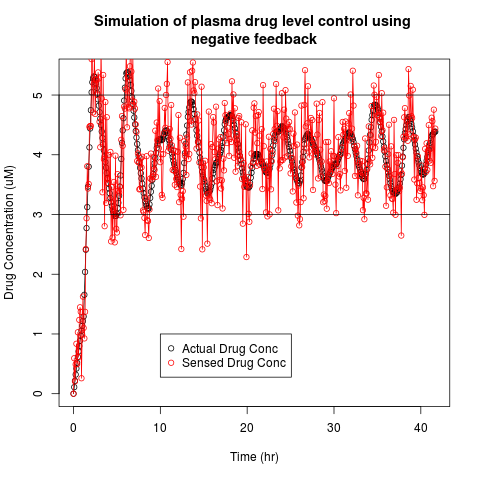 Simulation of plasma drug level control using
negative feedback
Drug Concentration (uM)
5
4
3
2
1
0
Actual Drug Conc
Sensed Drug Conc
0 10 20 30 40
Time (hr)